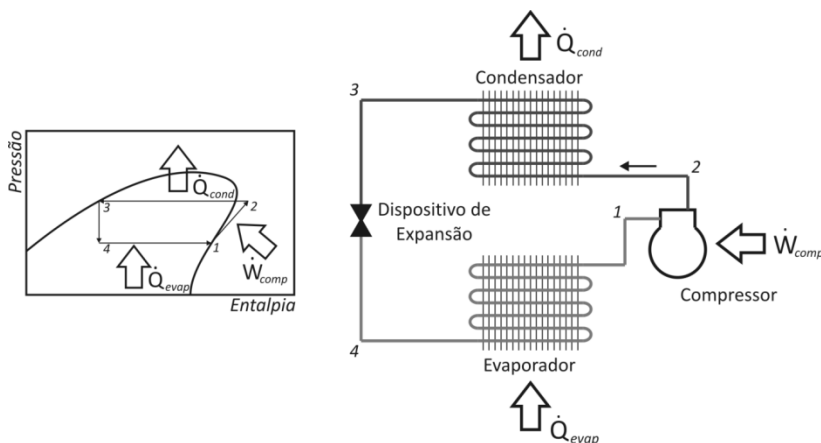 Pressão
Q̇cond
3
2
4
1
Q̇evap
Ẇcomp
Entalpia
Q̇cond
Condensador
3
2
1
Dispositivo de
Expansão
Ẇcomp
Compressor
4
Evaporador
Q̇evap